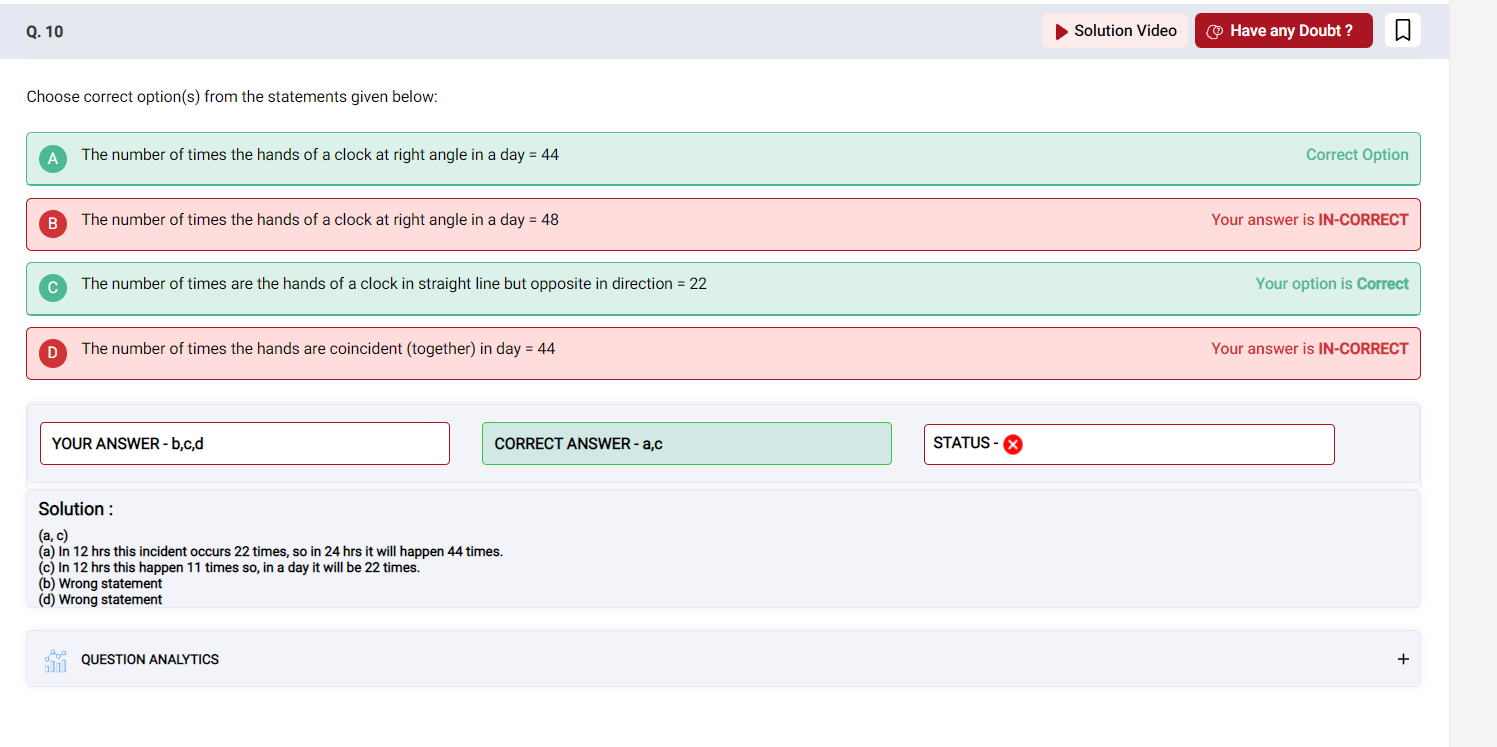 Q. 10
Solution Video
Have any Doubt ?
Choose correct option(s) from the statements given below:
A The number of times the hands of a clock at right angle in a day = 44 Correct Option
B The number of times the hands of a clock at right angle in a day = 48 Your answer is IN-CORRECT
C The number of times are the hands of a clock in straight line but opposite in direction = 22 Your option is Correct
D The number of times the hands are coincident (together) in day = 44 Your answer is IN-CORRECT
YOUR ANSWER - b,c,d
CORRECT ANSWER - a,c
STATUS -
Solution :
(a, c)
(a) In 12 hrs this incident occurs 22 times, so in 24 hrs it will happen 44 times.
(c) In 12 hrs this happen 11 times so, in a day it will be 22 times.
(b) Wrong statement
(d) Wrong statement
QUESTION ANALYTICS +